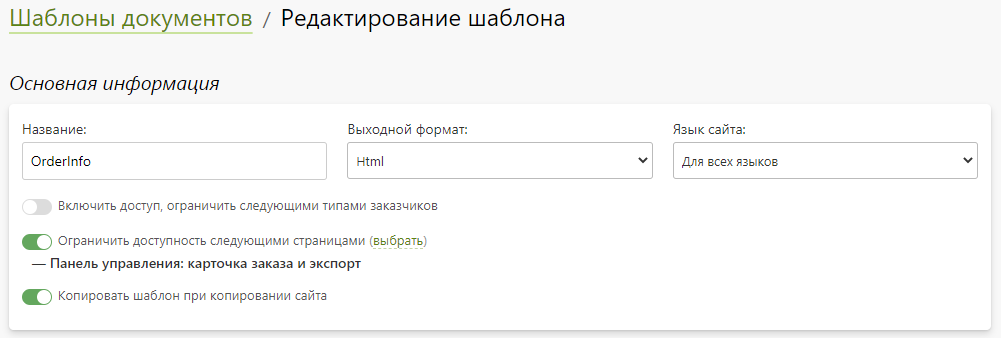 Шаблоны документов / Редактирование шаблона
Основная информация
Название: Выходной формат: Язык сайта:
OrderInfo Html Для всех языков
Включить доступ, ограничить следующими типами заказчиков
Ограничить доступность следующими страницами (выбрать)
— Панель управления: карточка заказа и экспорт
Копировать шаблон при копировании сайта